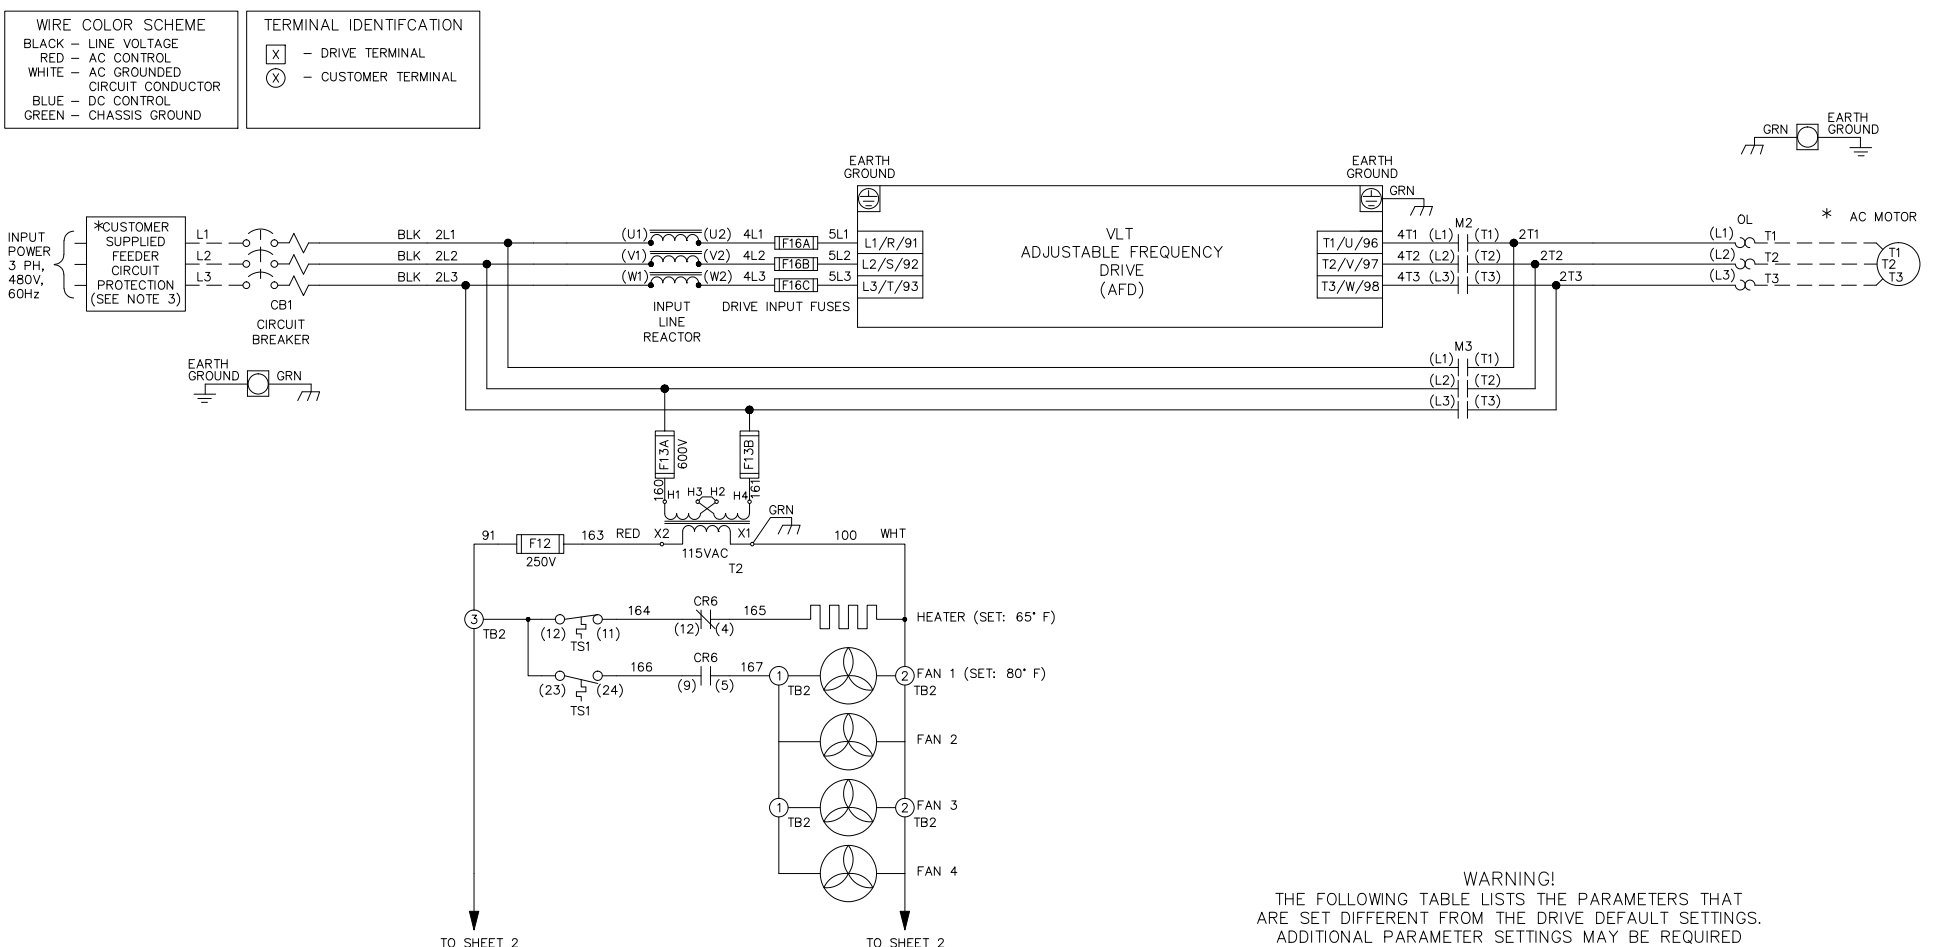 WIRE COLOR SCHEME
BLACK – LINE VOLTAGE
RED – AC CONTROL
WHITE – AC GROUNDED
CIRCUIT CONDUCTOR
BLUE – DC CONTROL
GREEN – CHASSIS GROUND
TERMINAL IDENTIFCATION
X – DRIVE TERMINAL
X – CUSTOMER TERMINAL
INPUT
POWER
3 PH,
480V,
60Hz
*CUSTOMER
SUPPLIED
FEEDER
CIRCUIT
PROTECTION
(SEE NOTE 3)
L1
L2
L3
CB1
CIRCUIT
BREAKER
EARTH
GROUND
GRN
BLK 2L1
BLK 2L2
BLK 2L3
(U1) (U2) 4L1 F16A 5L1
(V1) (V2) 4L2 F16B 5L2
(W1) (W2) 4L3 F16C 5L3
INPUT
LINE
REACTOR
DRIVE INPUT FUSES
EARTH
GROUND
L1/R/91
L2/S/92
L3/T/93
VLT
ADJUSTABLE FREQUENCY
DRIVE
(AFD)
EARTH
GROUND
GRN
T1/U/96
T2/V/97
T3/W/98
M2
4T1 (L1) (T1) 2T1
4T2 (L2) (T2) 2T2
4T3 (L3) (T3) 2T3
M3
(L1) (T1)
(L2) (T2)
(L3) (T3)
GRN
EARTH
GROUND
OL
(L1) T1
(L2) T2
(L3) T3
* AC MOTOR
T1
T2
T3
F13A
600V
F13B
160
161
H1 H3 H2 H4
GRN
91 F12 163 RED X2 X1 100 WHT
250V
115VAC
T2
3
TB2
(12) (11)
TS1
164
CR6
(12) (4)
165
HEATER (SET: 65° F)
(23) (24)
TS1
166
CR6
(9) (5)
167
1
TB2
2
TB2
FAN 1 (SET: 80° F)
FAN 2
1
TB2
2
TB2
FAN 3
FAN 4
TO SHEET 2
TO SHEET 2
WARNING!
THE FOLLOWING TABLE LISTS THE PARAMETERS THAT
ARE SET DIFFERENT FROM THE DRIVE DEFAULT SETTINGS.
ADDITIONAL PARAMETER SETTINGS MAY BE REQUIRED